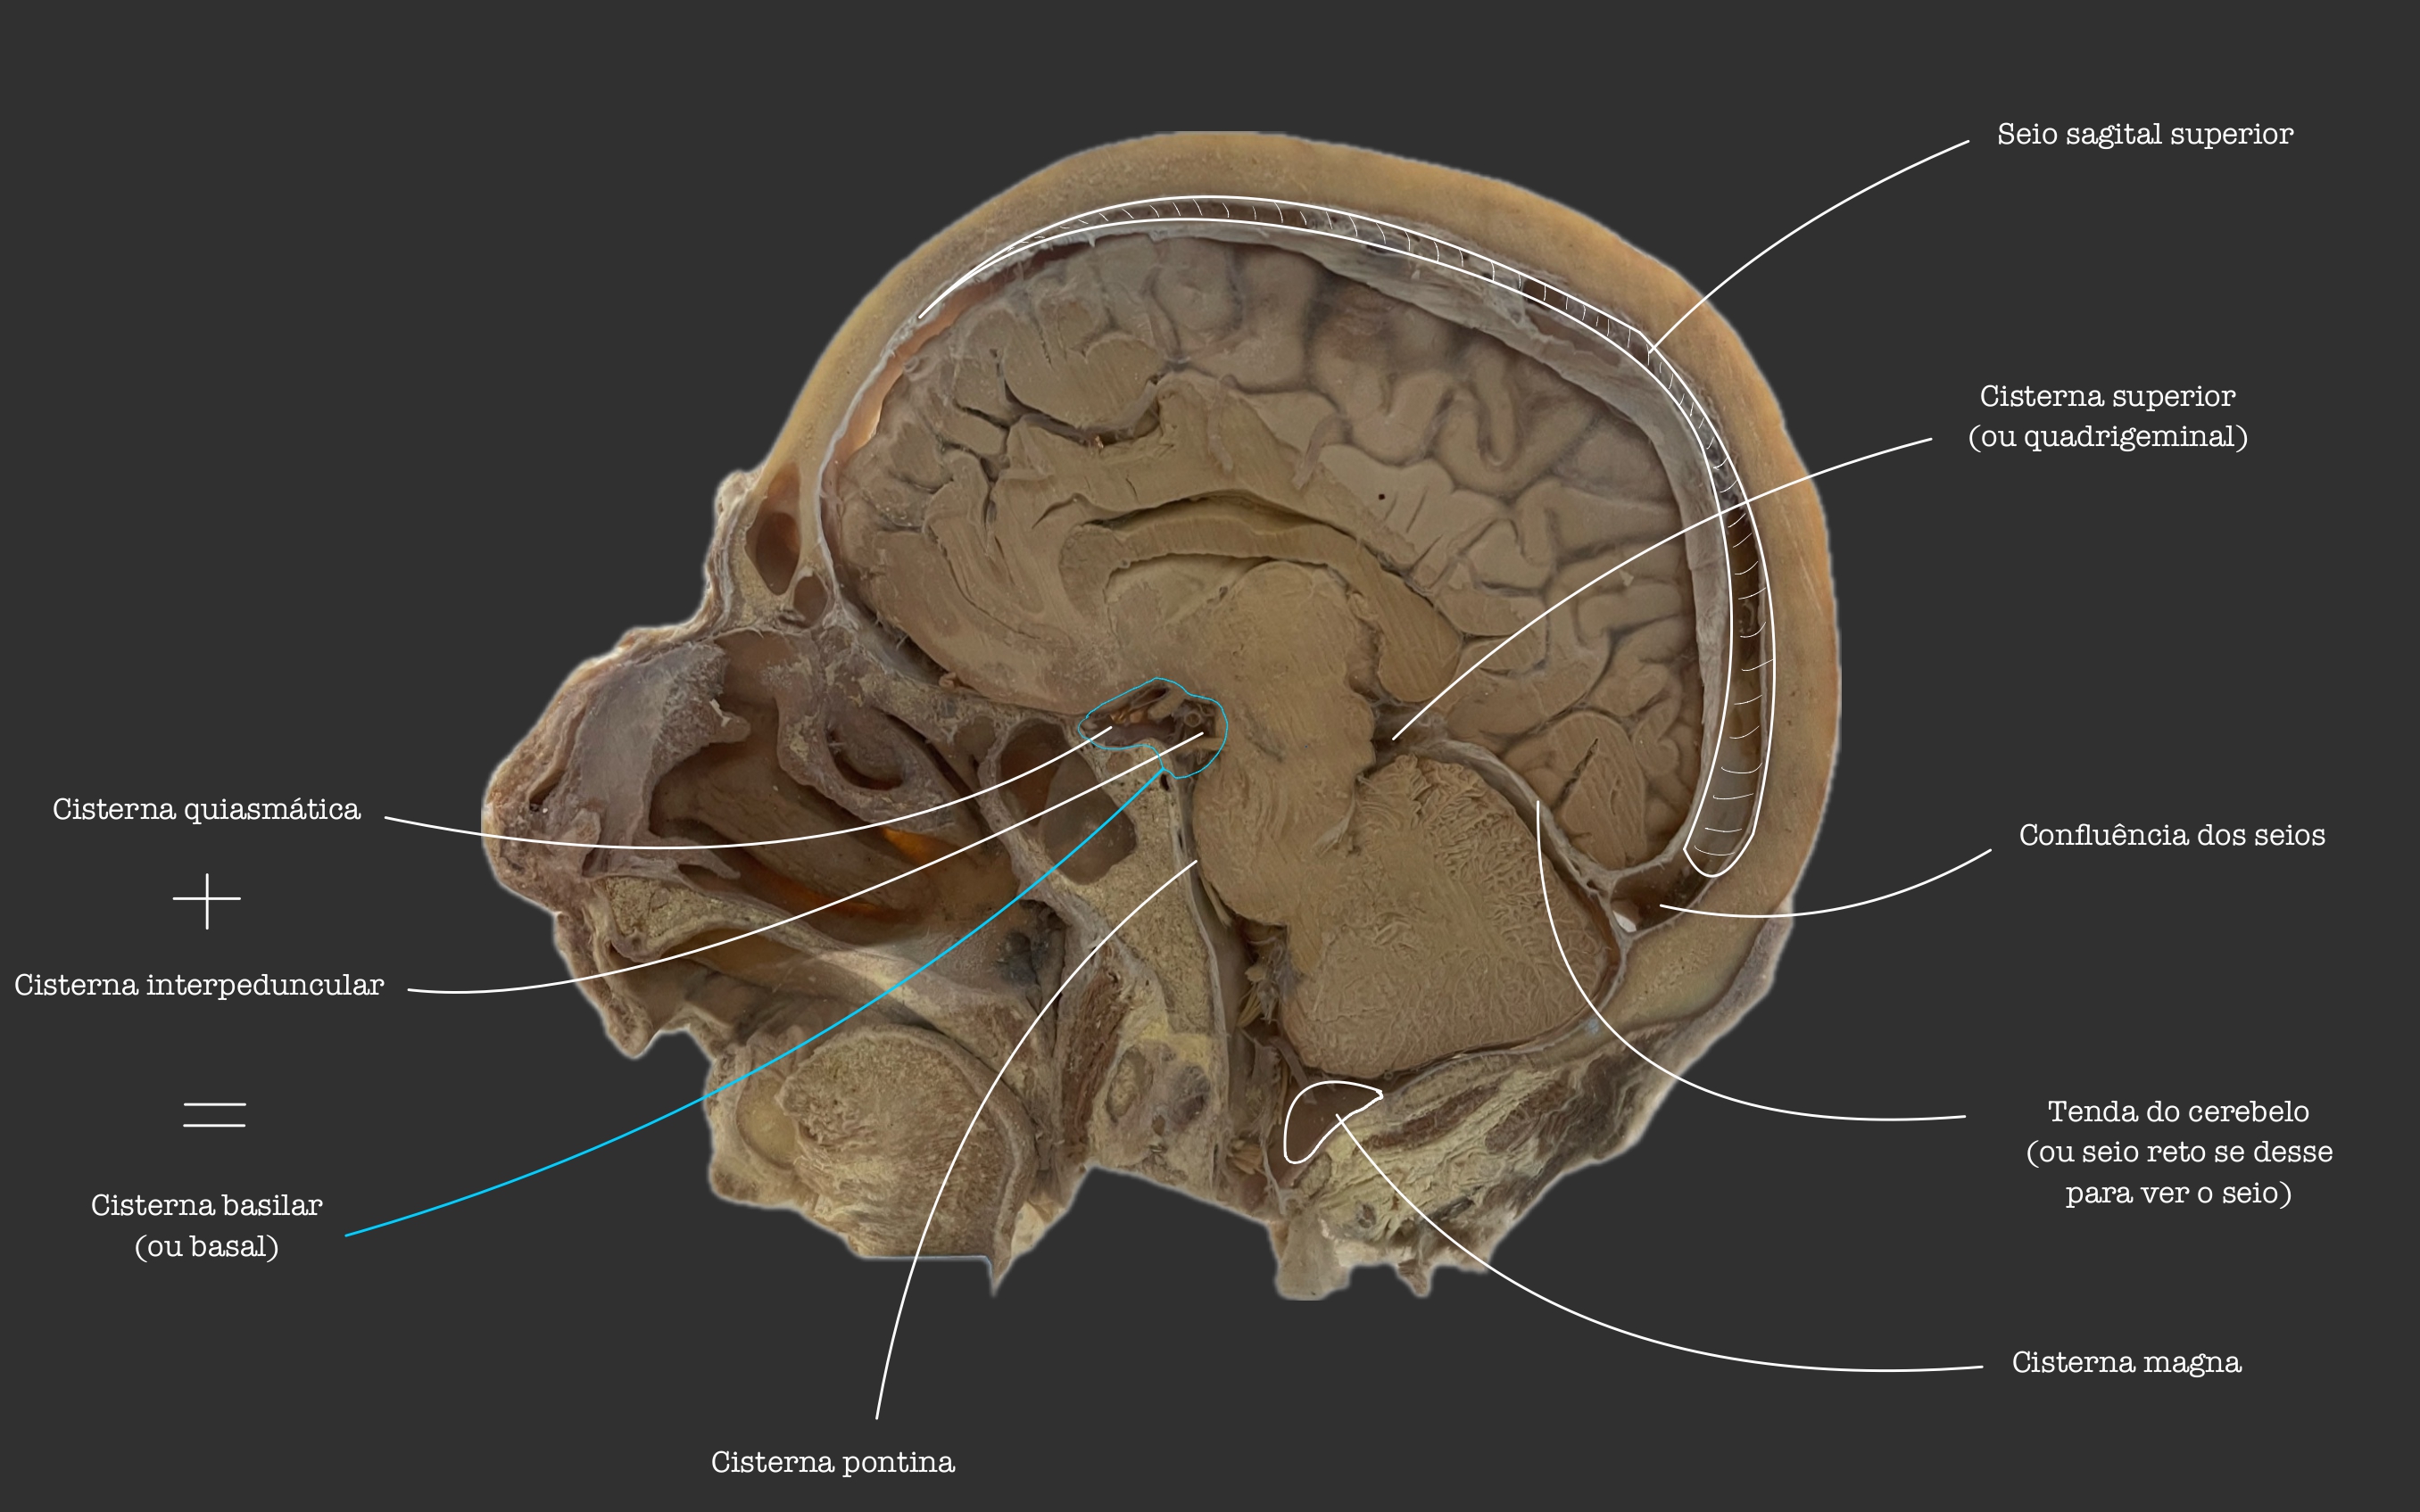 Seio sagital superior
Cisterna superior
(ou quadrigeminal)
Cisterna quiasmática
+
Cisterna interpeduncular
=
Cisterna basilar
(ou basal)
Confluência dos seios
Tenda do cerebelo
(ou seio reto se desse
para ver o seio)
Cisterna magna
Cisterna pontina